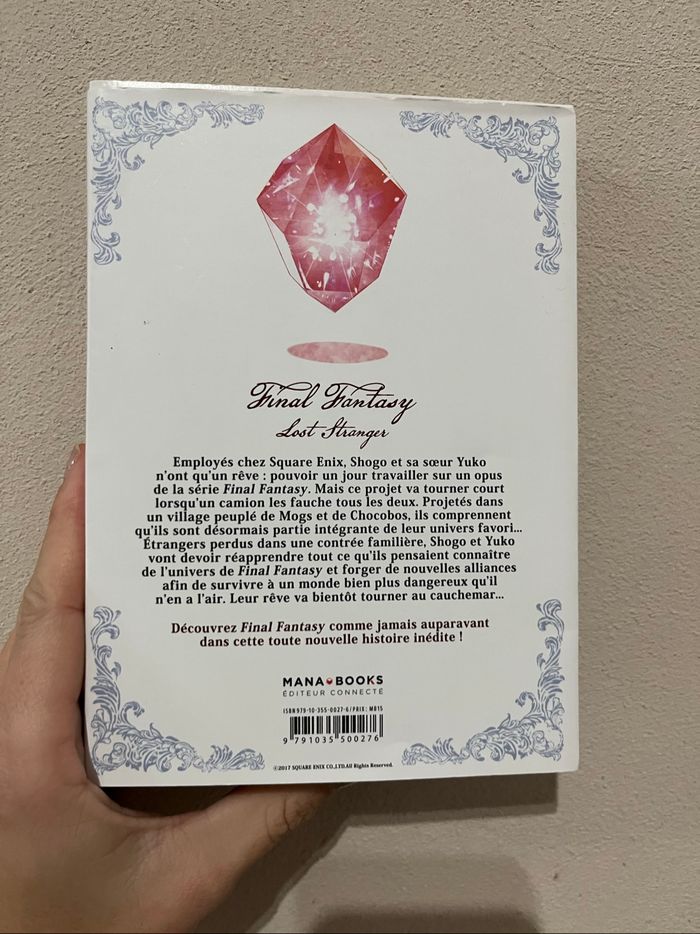 Final Fantasy
Lost Stranger
Employés chez Square Enix, Shogo et sa sœur Yuko
n'ont qu'un rêve : pouvoir un jour travailler sur un opus
de la série Final Fantasy. Mais ce projet va tourner court
lorsqu'un camion les fauche tous les deux. Projetés dans
un village peuplé de Mogs et de Chocobos, ils comprennent
qu'ils sont désormais partie intégrante de leur univers favori...
Étrangers perdus dans une contrée familière, Shogo et Yuko
vont devoir réapprendre tout ce qu'ils pensaient connaître
de l'univers de Final Fantasy et forger de nouvelles alliances
afin de survivre à un monde bien plus dangereux qu'il
n'en a l'air. Leur rêve va bientôt tourner au cauchemar...
Découvrez Final Fantasy comme jamais auparavant
dans cette toute nouvelle histoire inédite !
MANA BOOKS
ÉDITEUR CONNECTÉ
ISBN 979-10-355-0027-6 / PRIX : MB15
9 791035 500276
©2017 SQUARE ENIX CO.,LTD.All Rights Reserved.